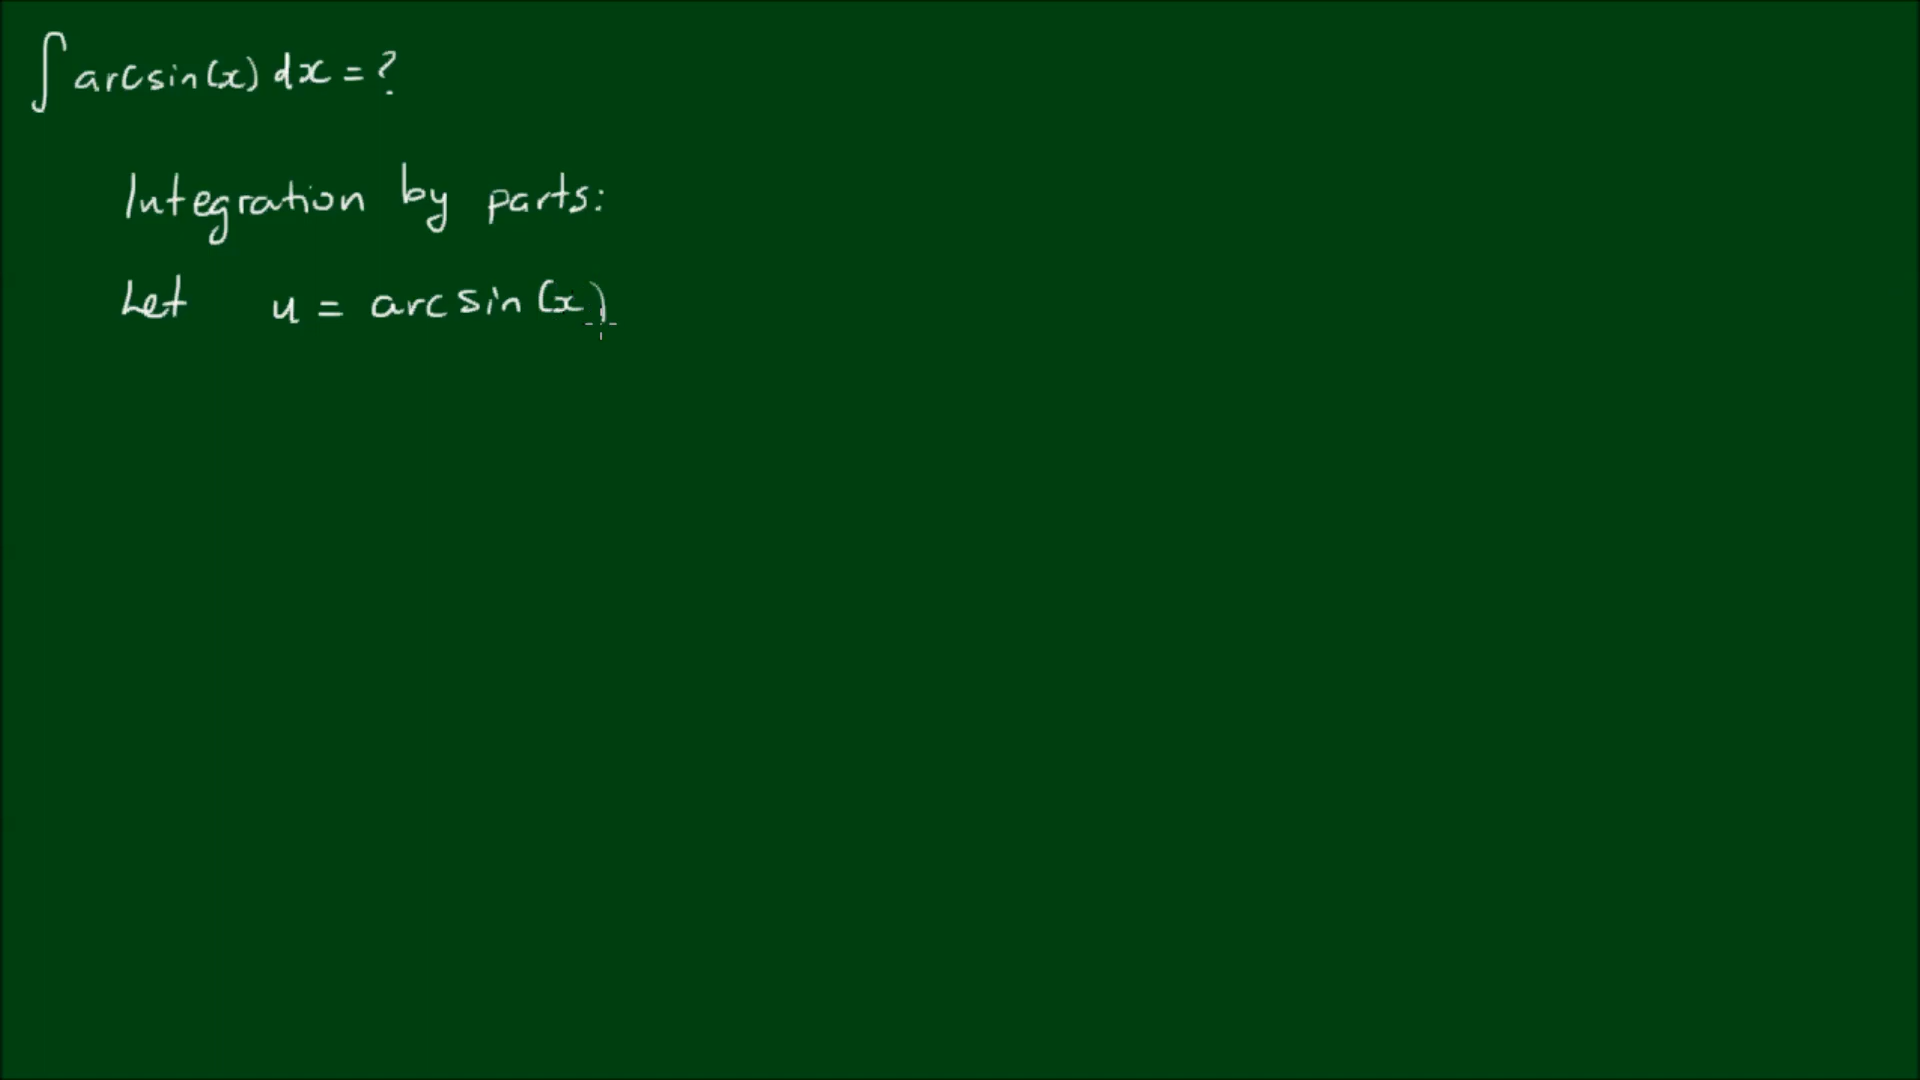 ∫ arcsin(x) dx = ?
Integration by parts:
Let u = arcsin(x)